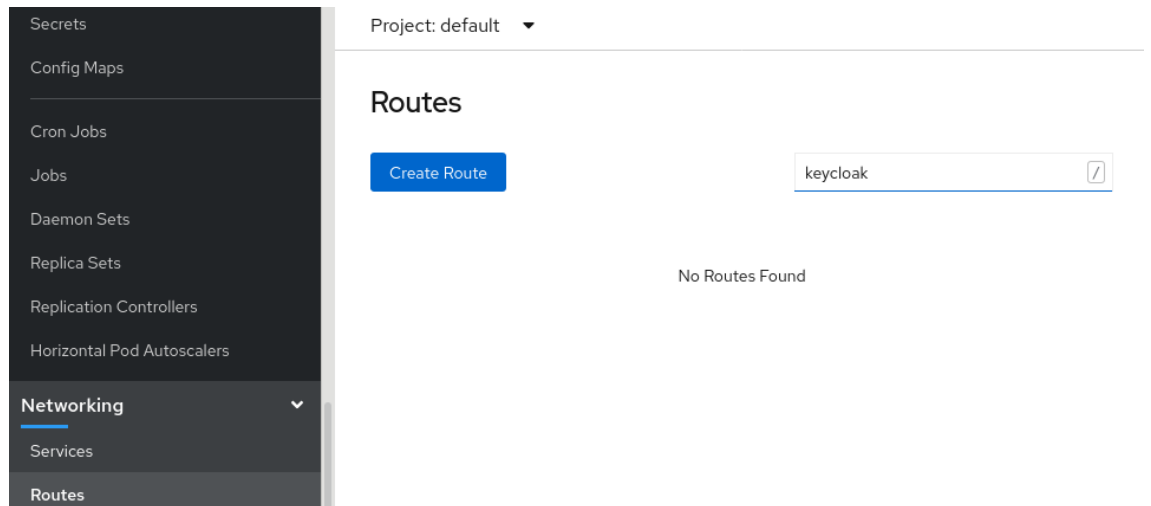 Secrets
Config Maps
Cron Jobs
Jobs
Daemon Sets
Replica Sets
Replication Controllers
Horizontal Pod Autoscalers
Networking
Services
Routes
Project: default
Routes
Create Route
keycloak
/
No Routes Found